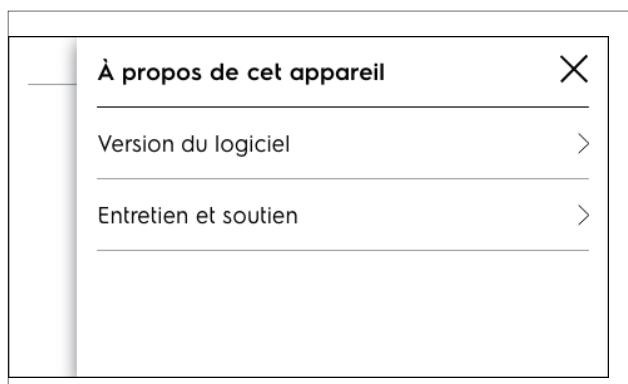 À propos de cet appareil
Version du logiciel
Entretien et soutien